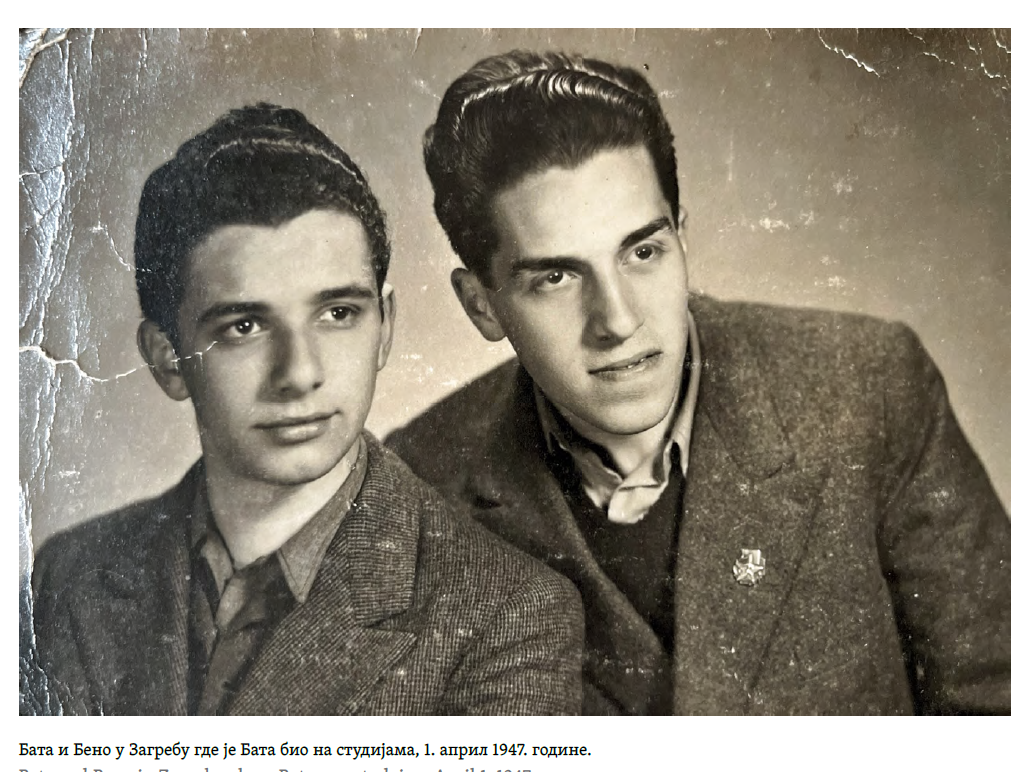 Бата и Бено у Загребу где је Бата био на студијама, 1. април 1947. године.